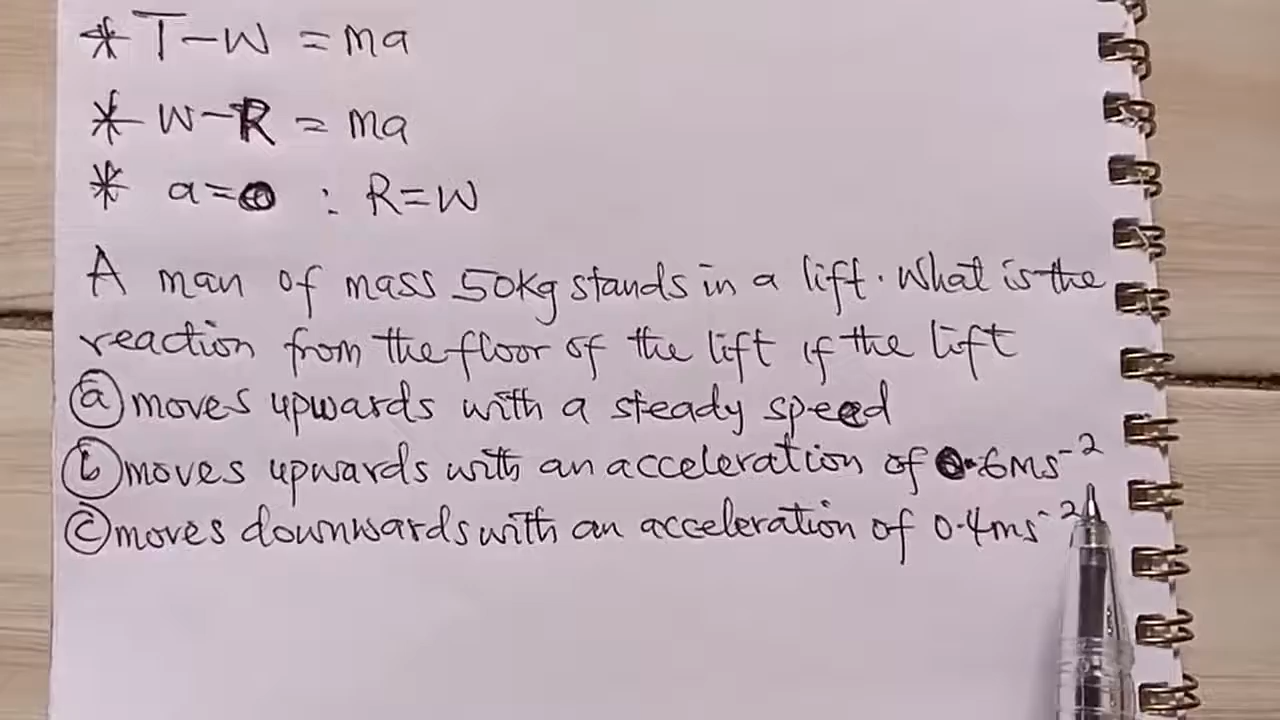 * T-W = ma
* W-R = ma
* a=0 : R=W
A man of mass 50kg stands in a lift. What is the
reaction from the floor of the lift if the lift
(a) moves upwards with a steady speed
(b) moves upwards with an acceleration of 0.6ms⁻²
(c) moves downwards with an acceleration of 0.4ms⁻²